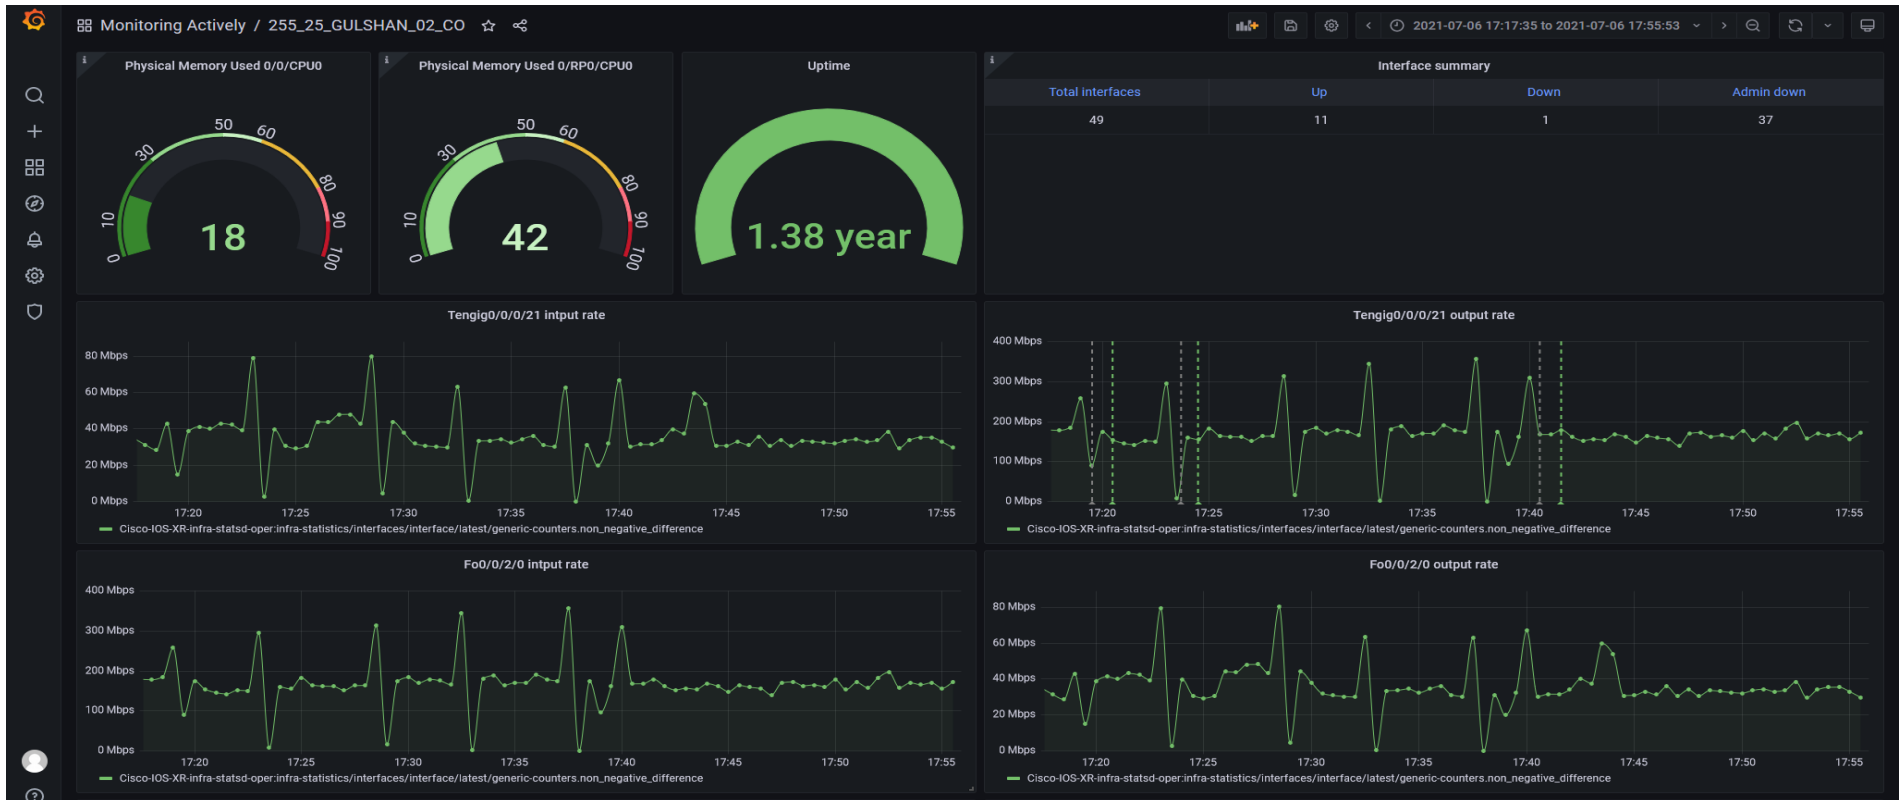 Monitoring Actively / 255_25_GULSHAN_02_CO
2021-07-06 17:17:35 to 2021-07-06 17:55:53
Physical Memory Used 0/0/CPU0
0 10 30 50 60 80 90 100
18
Physical Memory Used 0/RP0/CPU0
0 10 30 50 60 80 90 100
42
Uptime
1.38 year
Interface summary
Total interfaces Up Down Admin down
49 11 1 37
Tengig0/0/0/21 intput rate
80 Mbps
60 Mbps
40 Mbps
20 Mbps
0 Mbps
17:20 17:25 17:30 17:35 17:40 17:45 17:50 17:55
Cisco-IOS-XR-infra-statsd-oper:infra-statistics/interfaces/interface/latest/generic-counters.non_negative_difference
Tengig0/0/0/21 output rate
400 Mbps
300 Mbps
200 Mbps
100 Mbps
0 Mbps
17:20 17:25 17:30 17:35 17:40 17:45 17:50 17:55
Cisco-IOS-XR-infra-statsd-oper:infra-statistics/interfaces/interface/latest/generic-counters.non_negative_difference
Fo0/0/2/0 intput rate
400 Mbps
300 Mbps
200 Mbps
100 Mbps
0 Mbps
17:20 17:25 17:30 17:35 17:40 17:45 17:50 17:55
Cisco-IOS-XR-infra-statsd-oper:infra-statistics/interfaces/interface/latest/generic-counters.non_negative_difference
Fo0/0/2/0 output rate
80 Mbps
60 Mbps
40 Mbps
20 Mbps
0 Mbps
17:20 17:25 17:30 17:35 17:40 17:45 17:50 17:55
Cisco-IOS-XR-infra-statsd-oper:infra-statistics/interfaces/interface/latest/generic-counters.non_negative_difference